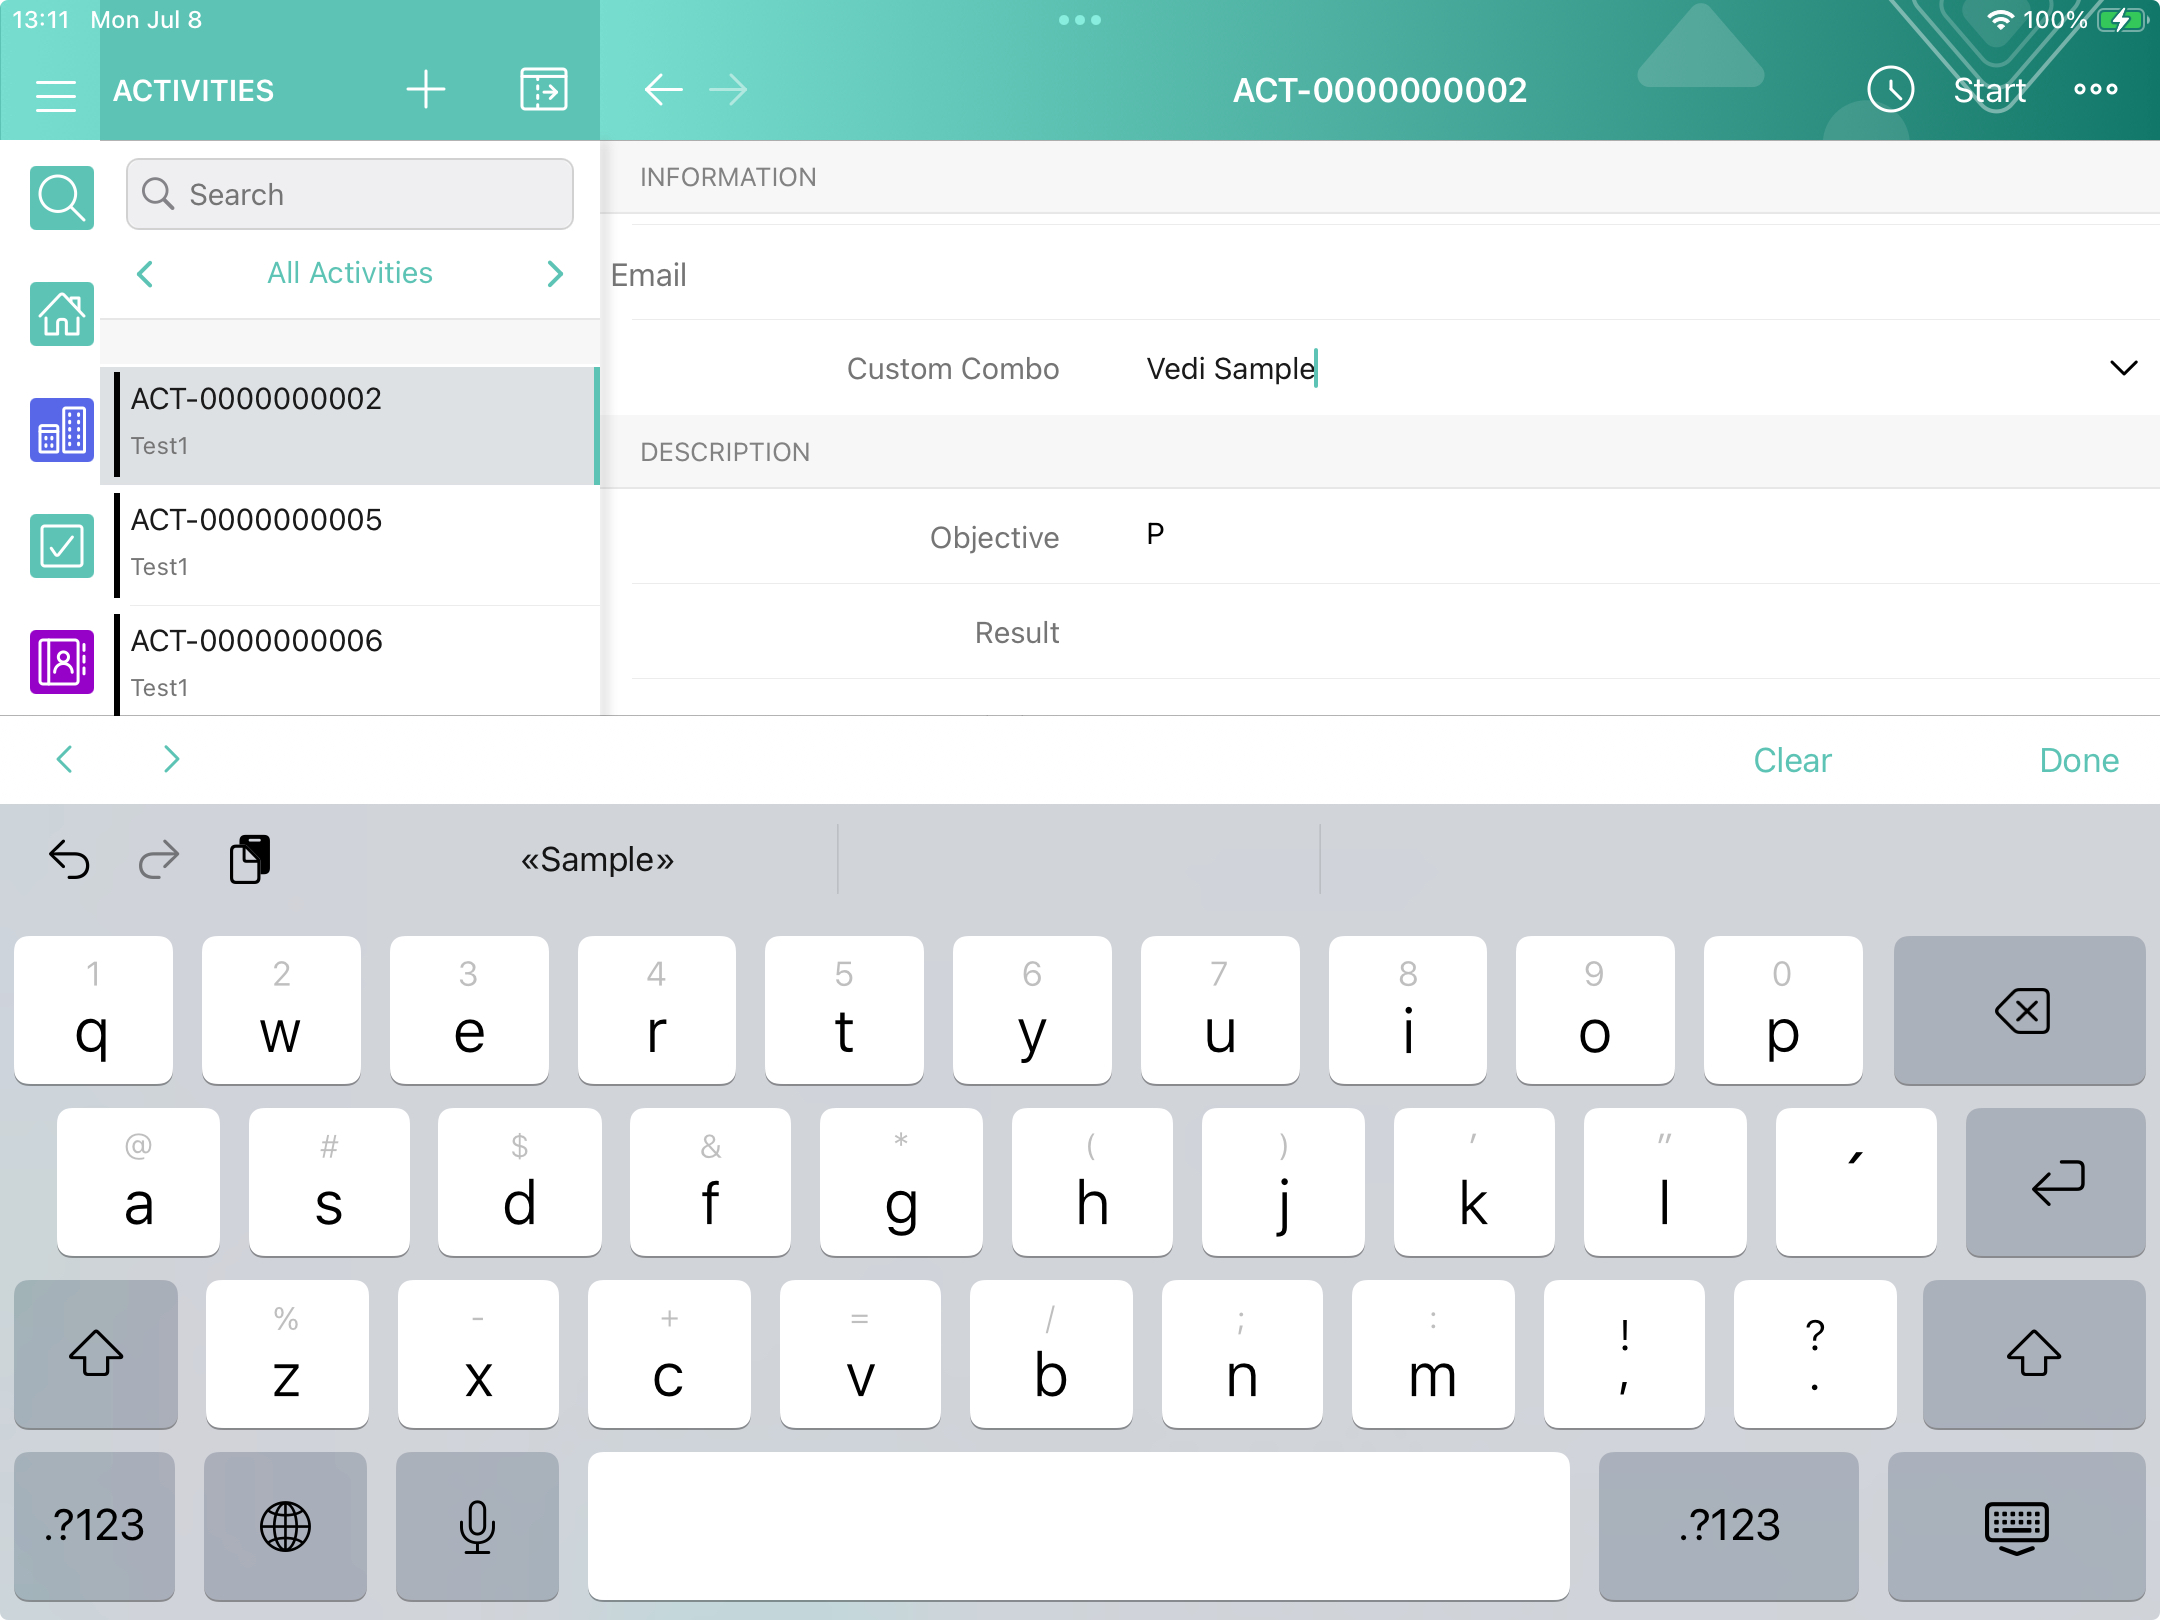 13:11 Mon Jul 8
100%
ACTIVITIES
ACT-0000000002
Start
Search
All Activities
ACT-0000000002
Test1
ACT-0000000005
Test1
ACT-0000000006
Test1
INFORMATION
Email
Custom Combo Vedi Sample
DESCRIPTION
Objective P
Result
Clear Done
«Sample»
1 2 3 4 5 6 7 8 9 0
q w e r t y u i o p
@ # $ & * ( ) ' "
a s d f g h j k l ´
% - + = / ; : ! ?
z x c v b n m , .
.?123 .?123